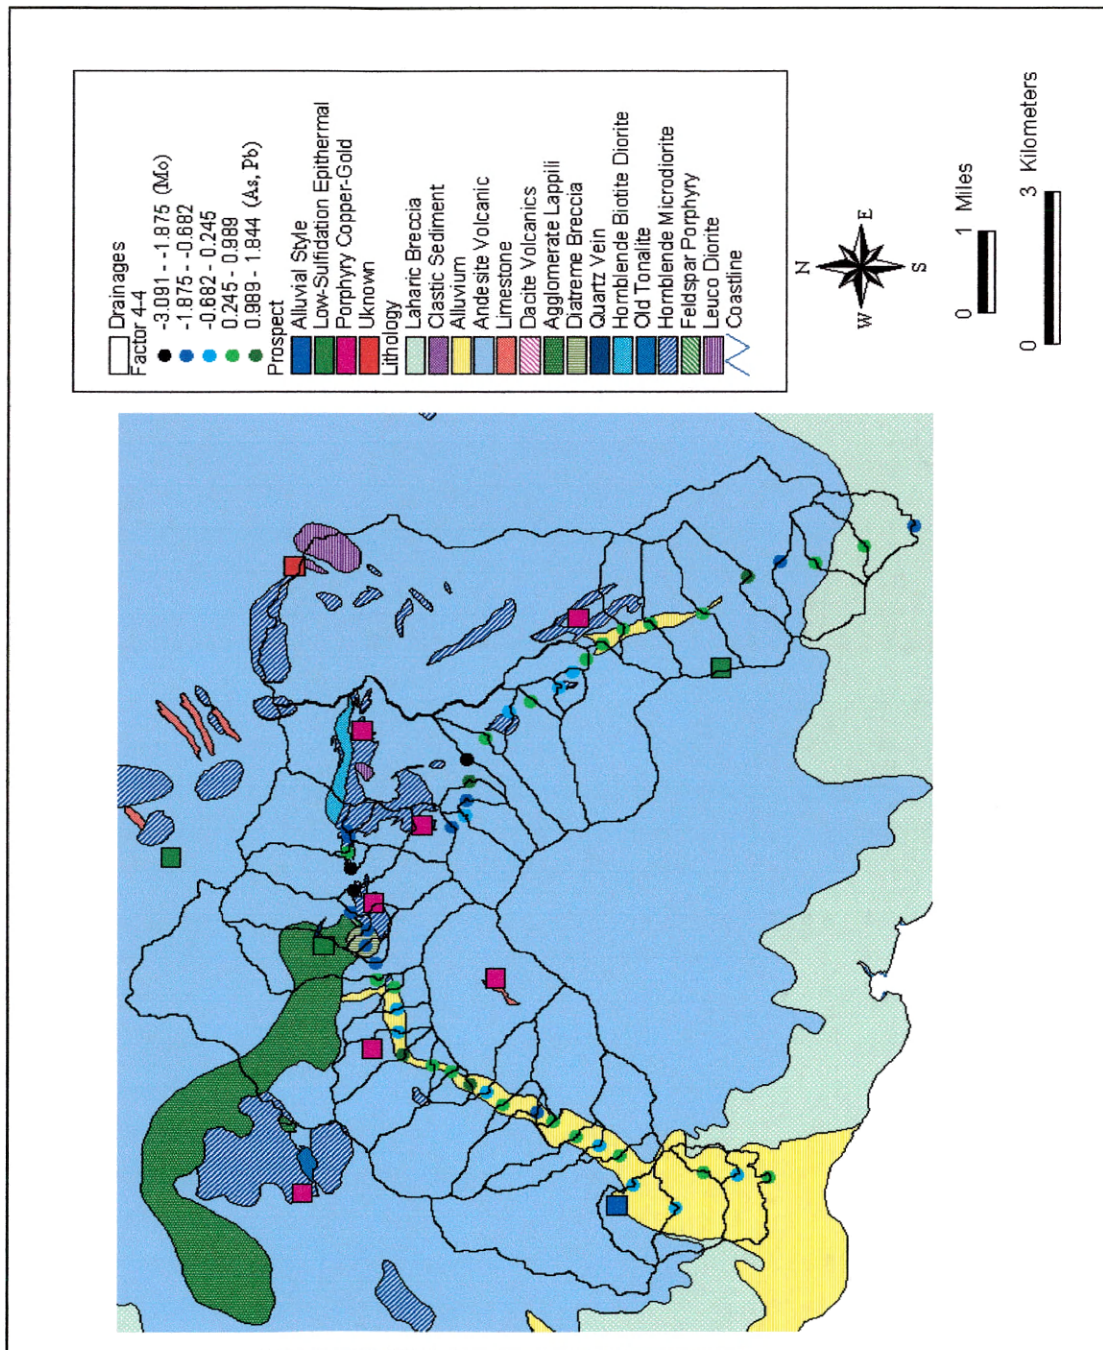 Drainages
Factor 4-4
-3.091 - -1.875 (Mo)
-1.875 - -0.682
-0.682 - 0.245
0.245 - 0.989
0.989 - 1.844 (As, Pb)
Prospect
Alluvial Style
Low-Sulfidation Epithermal
Porphyry Copper-Gold
Uknown
Lithology
Laharic Breccia
Clastic Sediment
Alluvium
Andesite Volcanic
Limestone
Dacite Volcanics
Agglomerate Lappili
Diatreme Breccia
Quartz Vein
Hornblende Biotite Diorite
Old Tonalite
Hornblende Microdiorite
Feldspar Porphyry
Leuco Diorite
Coastline
N
W E
S
0 1 Miles
0 3 Kilometers